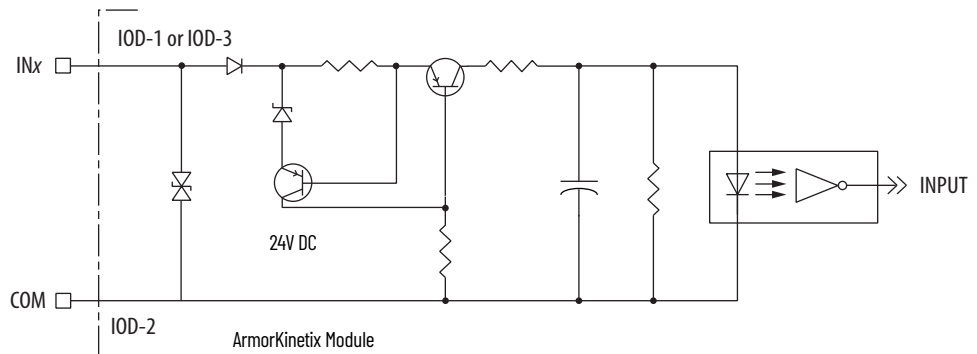 IOD-1 or IOD-3
INx
24V DC
INPUT
COM
IOD-2
ArmorKinetix Module